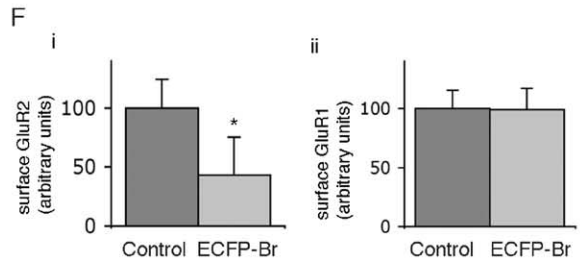 F
i
surface GluR2
(arbitrary units)
100
50
0
*
Control ECFP-Br
ii
surface GluR1
(arbitrary units)
100
50
0
Control ECFP-Br